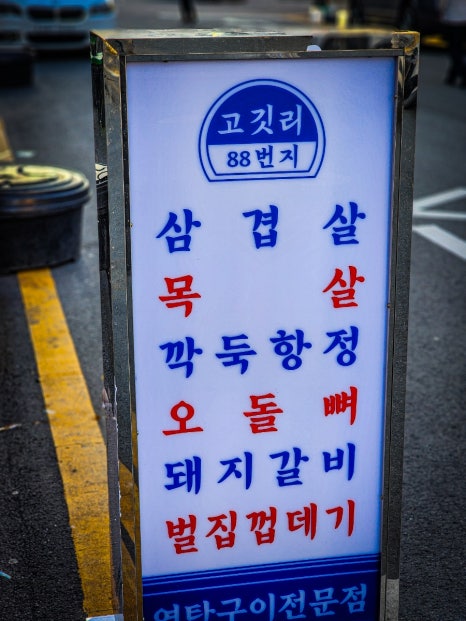 고깃리
88번지
삼 겹 살
목 살
깍둑항정
오 돌 뼈
돼지갈비
벌집껍데기
연탄구이전문점